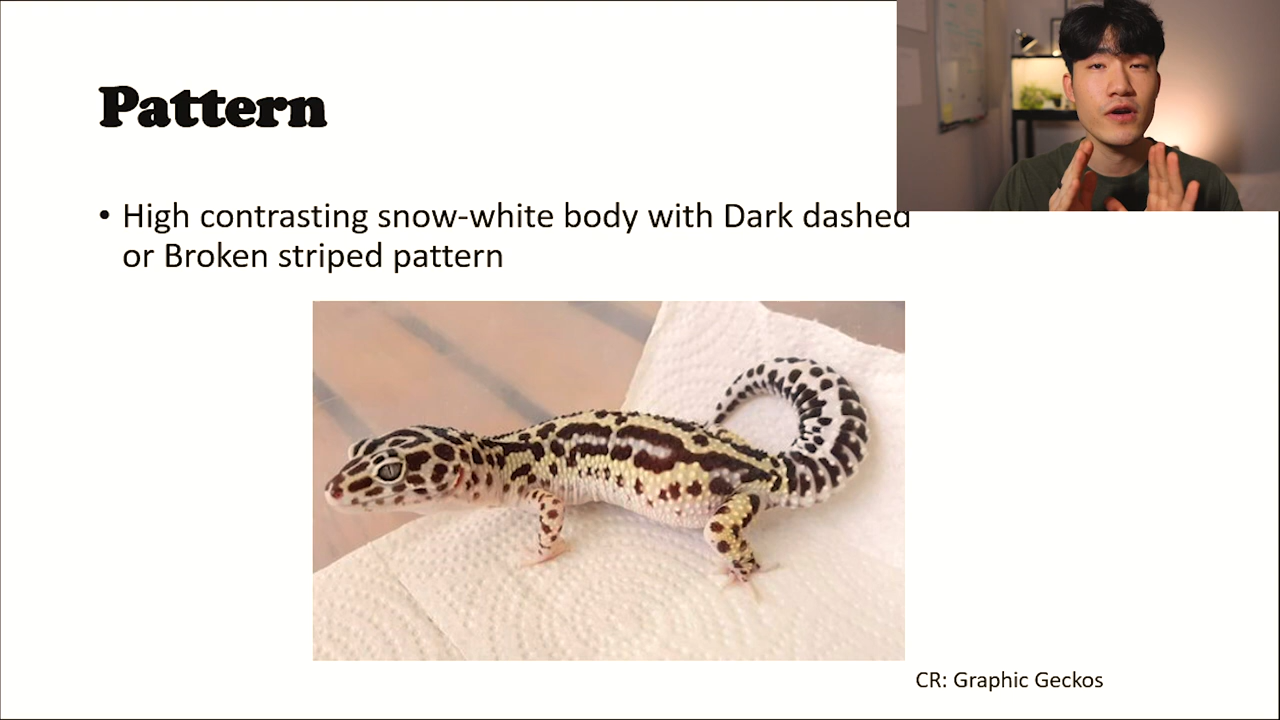 Pattern
• High contrasting snow-white body with Dark dashed
or Broken striped pattern
CR: Graphic Geckos